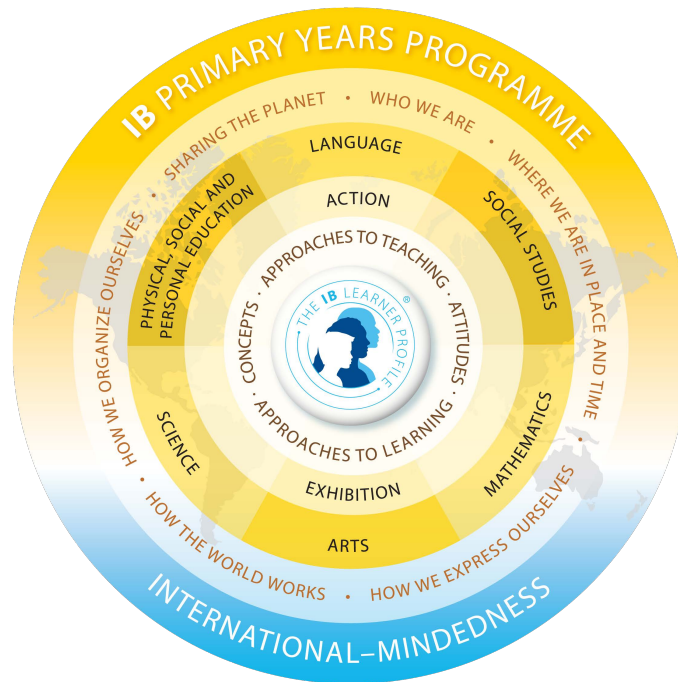 IB PRIMARY YEARS PROGRAMME
SHARING THE PLANET • WHO WE ARE • WHERE WE ARE IN PLACE AND TIME • HOW WE EXPRESS OURSELVES • HOW THE WORLD WORKS • HOW WE ORGANIZE OURSELVES •
LANGUAGE
SOCIAL STUDIES
MATHEMATICS
ARTS
SCIENCE
PHYSICAL, SOCIAL AND
PERSONAL EDUCATION
ACTION
EXHIBITION
APPROACHES TO TEACHING · ATTITUDES · APPROACHES TO LEARNING · CONCEPTS ·
• THE IB LEARNER PROFILE • ®
INTERNATIONAL–MINDEDNESS